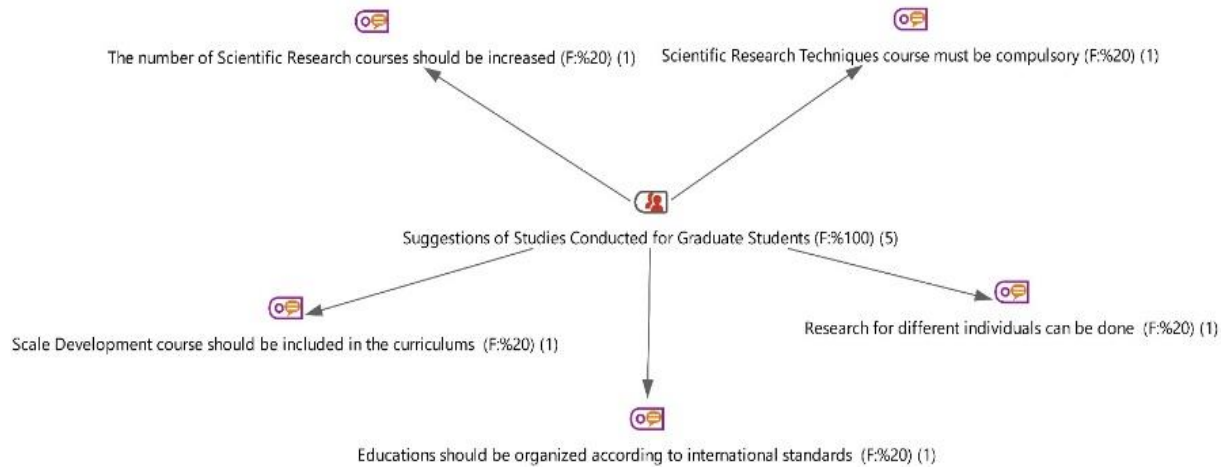 The number of Scientific Research courses should be increased (F:%20) (1)
Scientific Research Techniques course must be compulsory (F:%20) (1)
Suggestions of Studies Conducted for Graduate Students (F:%100) (5)
Research for different individuals can be done (F:%20) (1)
Scale Development course should be included in the curriculums (F:%20) (1)
Educations should be organized according to international standards (F:%20) (1)